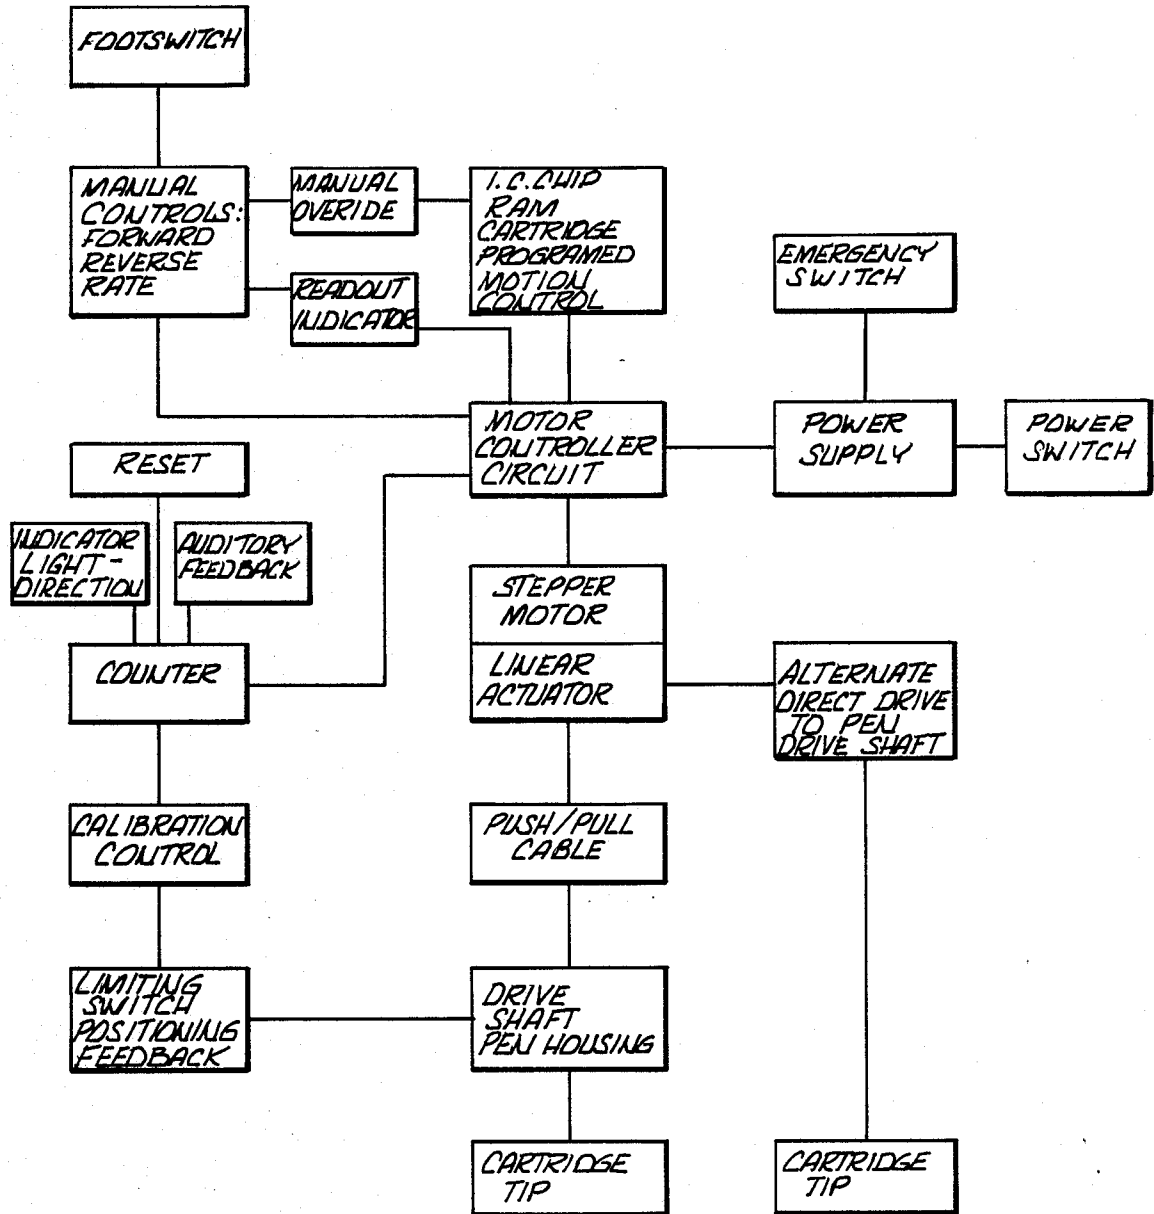 FOOTSWITCH
MANUAL
CONTROLS:
FORWARD
REVERSE
RATE
MANUAL
OVERIDE
I.C.CHIP
RAM
CARTRIDGE
PROGRAMED
MOTION
CONTROL
READOUT
INDICATOR
EMERGENCY
SWITCH
MOTOR
CONTROLLER
CIRCUIT
POWER
SUPPLY
POWER
SWITCH
RESET
INDICATOR
LIGHT -
DIRECTION
AUDITORY
FEEDBACK
STEPPER
MOTOR
COUNTER
LINEAR
ACTUATOR
ALTERNATE
DIRECT DRIVE
TO PEN
DRIVE SHAFT
CALIBRATION
CONTROL
PUSH/PULL
CABLE
LIMITING
SWITCH
POSITIONING
FEEDBACK
DRIVE
SHAFT
PEN HOUSING
CARTRIDGE
TIP
CARTRIDGE
TIP